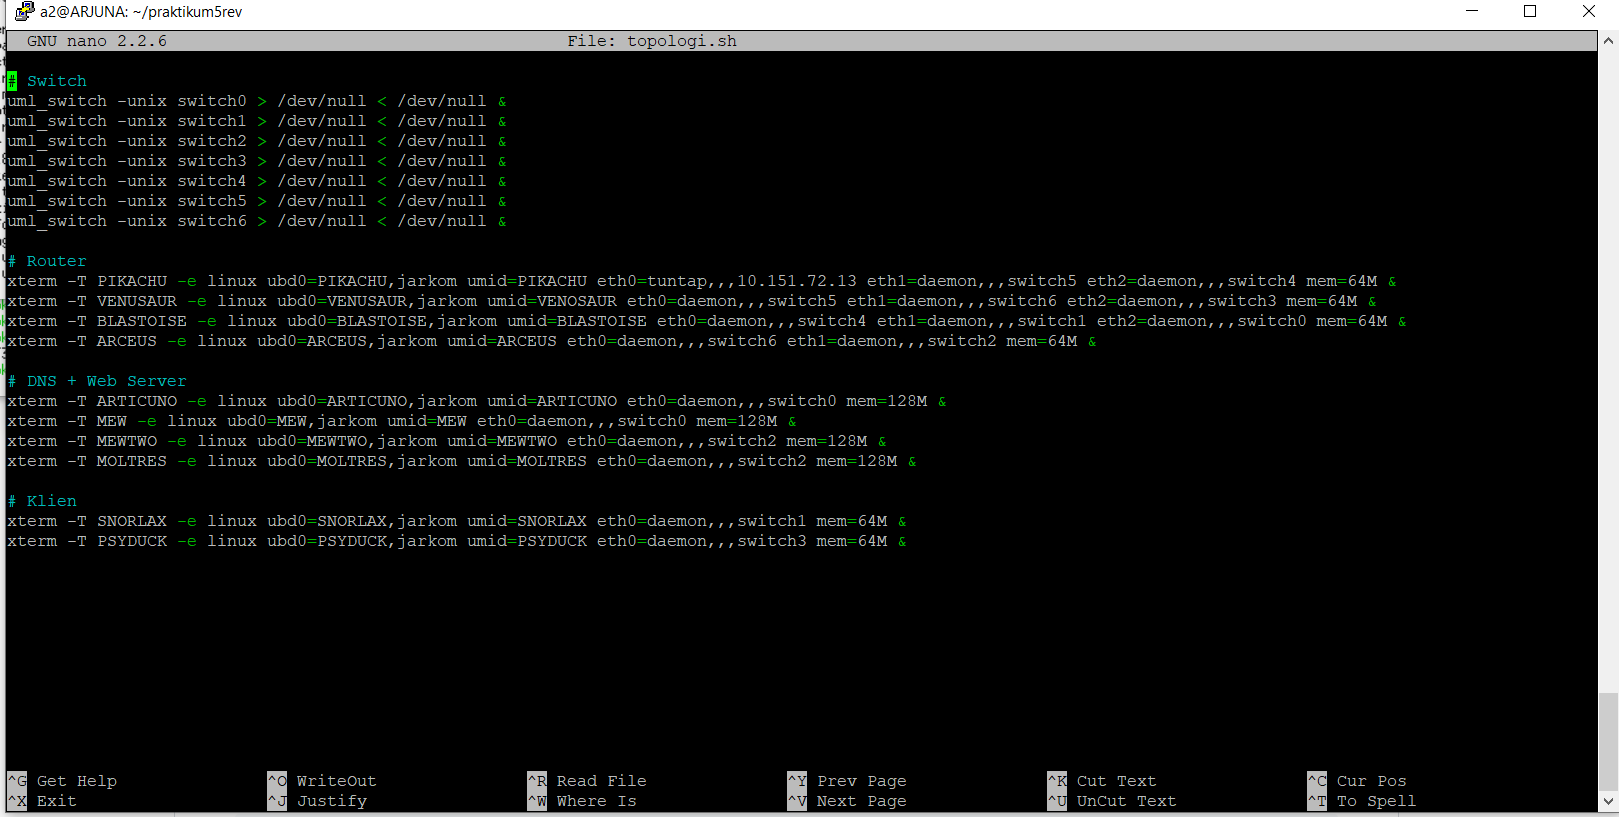 a2@ARJUNA: ~/praktikum5rev
GNU nano 2.2.6 File: topologi.sh
# Switch
uml_switch -unix switch0 > /dev/null < /dev/null &
uml_switch -unix switch1 > /dev/null < /dev/null &
uml_switch -unix switch2 > /dev/null < /dev/null &
uml_switch -unix switch3 > /dev/null < /dev/null &
uml_switch -unix switch4 > /dev/null < /dev/null &
uml_switch -unix switch5 > /dev/null < /dev/null &
uml_switch -unix switch6 > /dev/null < /dev/null &
# Router
xterm -T PIKACHU -e linux ubd0=PIKACHU,jarkom umid=PIKACHU eth0=tuntap,,,10.151.72.13 eth1=daemon,,,switch5 eth2=daemon,,,switch4 mem=64M &
xterm -T VENUSAUR -e linux ubd0=VENUSAUR,jarkom umid=VENOSAUR eth0=daemon,,,switch5 eth1=daemon,,,switch6 eth2=daemon,,,switch3 mem=64M &
xterm -T BLASTOISE -e linux ubd0=BLASTOISE,jarkom umid=BLASTOISE eth0=daemon,,,switch4 eth1=daemon,,,switch1 eth2=daemon,,,switch0 mem=64M &
xterm -T ARCEUS -e linux ubd0=ARCEUS,jarkom umid=ARCEUS eth0=daemon,,,switch6 eth1=daemon,,,switch2 mem=64M &
# DNS + Web Server
xterm -T ARTICUNO -e linux ubd0=ARTICUNO,jarkom umid=ARTICUNO eth0=daemon,,,switch0 mem=128M &
xterm -T MEW -e linux ubd0=MEW,jarkom umid=MEW eth0=daemon,,,switch0 mem=128M &
xterm -T MEWTWO -e linux ubd0=MEWTWO,jarkom umid=MEWTWO eth0=daemon,,,switch2 mem=128M &
xterm -T MOLTRES -e linux ubd0=MOLTRES,jarkom umid=MOLTRES eth0=daemon,,,switch2 mem=128M &
# Klien
xterm -T SNORLAX -e linux ubd0=SNORLAX,jarkom umid=SNORLAX eth0=daemon,,,switch1 mem=64M &
xterm -T PSYDUCK -e linux ubd0=PSYDUCK,jarkom umid=PSYDUCK eth0=daemon,,,switch3 mem=64M &
^G Get Help ^O WriteOut ^R Read File ^Y Prev Page ^K Cut Text ^C Cur Pos
^X Exit ^J Justify ^W Where Is ^V Next Page ^U UnCut Text ^T To Spell